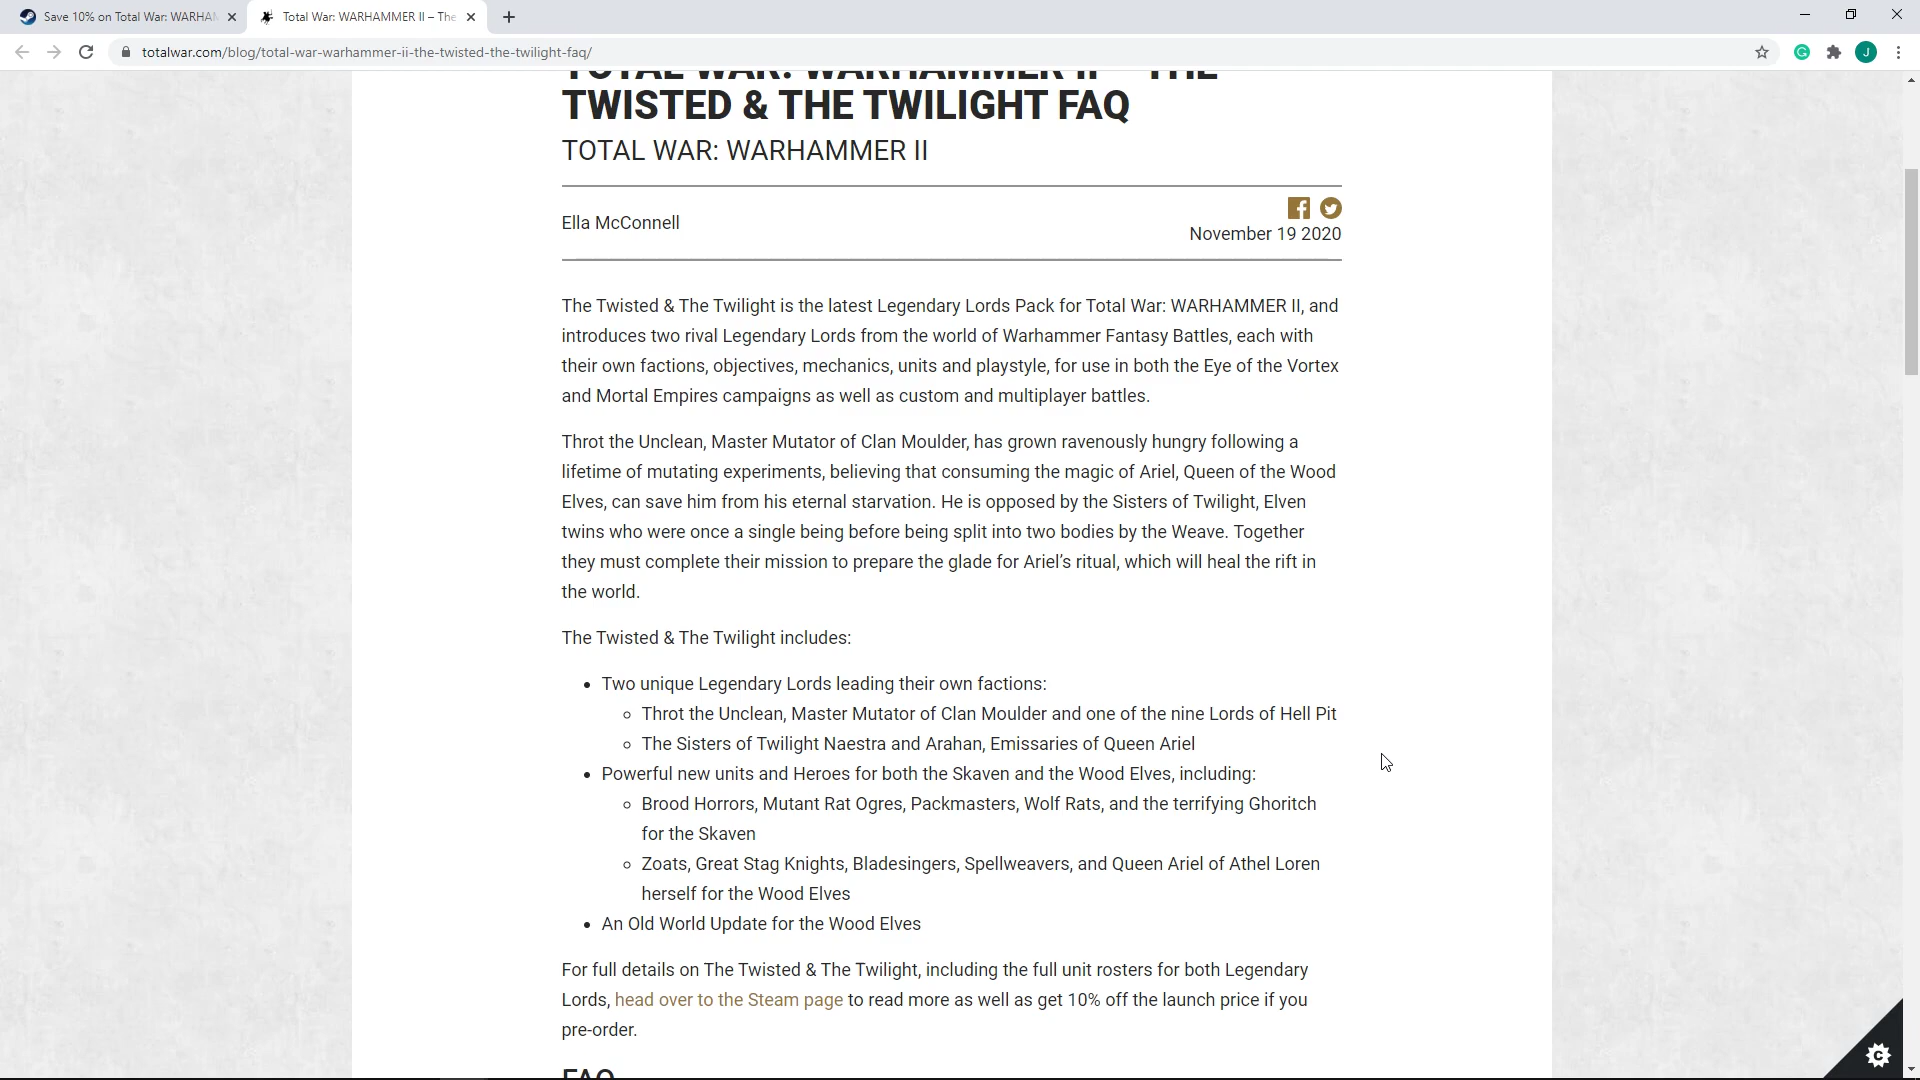 Save 10% on Total War: WARHAM
Total War: WARHAMMER II – The
totalwar.com/blog/total-war-warhammer-ii-the-twisted-the-twilight-faq/
J
TOTAL WAR: WARHAMMER II – THE
TWISTED & THE TWILIGHT FAQ
TOTAL WAR: WARHAMMER II
Ella McConnell
November 19 2020
The Twisted & The Twilight is the latest Legendary Lords Pack for Total War: WARHAMMER II, and
introduces two rival Legendary Lords from the world of Warhammer Fantasy Battles, each with
their own factions, objectives, mechanics, units and playstyle, for use in both the Eye of the Vortex
and Mortal Empires campaigns as well as custom and multiplayer battles.
Throt the Unclean, Master Mutator of Clan Moulder, has grown ravenously hungry following a
lifetime of mutating experiments, believing that consuming the magic of Ariel, Queen of the Wood
Elves, can save him from his eternal starvation. He is opposed by the Sisters of Twilight, Elven
twins who were once a single being before being split into two bodies by the Weave. Together
they must complete their mission to prepare the glade for Ariel's ritual, which will heal the rift in
the world.
The Twisted & The Twilight includes:
Two unique Legendary Lords leading their own factions:
Throt the Unclean, Master Mutator of Clan Moulder and one of the nine Lords of Hell Pit
The Sisters of Twilight Naestra and Arahan, Emissaries of Queen Ariel
Powerful new units and Heroes for both the Skaven and the Wood Elves, including:
Brood Horrors, Mutant Rat Ogres, Packmasters, Wolf Rats, and the terrifying Ghoritch
for the Skaven
Zoats, Great Stag Knights, Bladesingers, Spellweavers, and Queen Ariel of Athel Loren
herself for the Wood Elves
An Old World Update for the Wood Elves
For full details on The Twisted & The Twilight, including the full unit rosters for both Legendary
Lords, head over to the Steam page to read more as well as get 10% off the launch price if you
pre-order.
FAQ